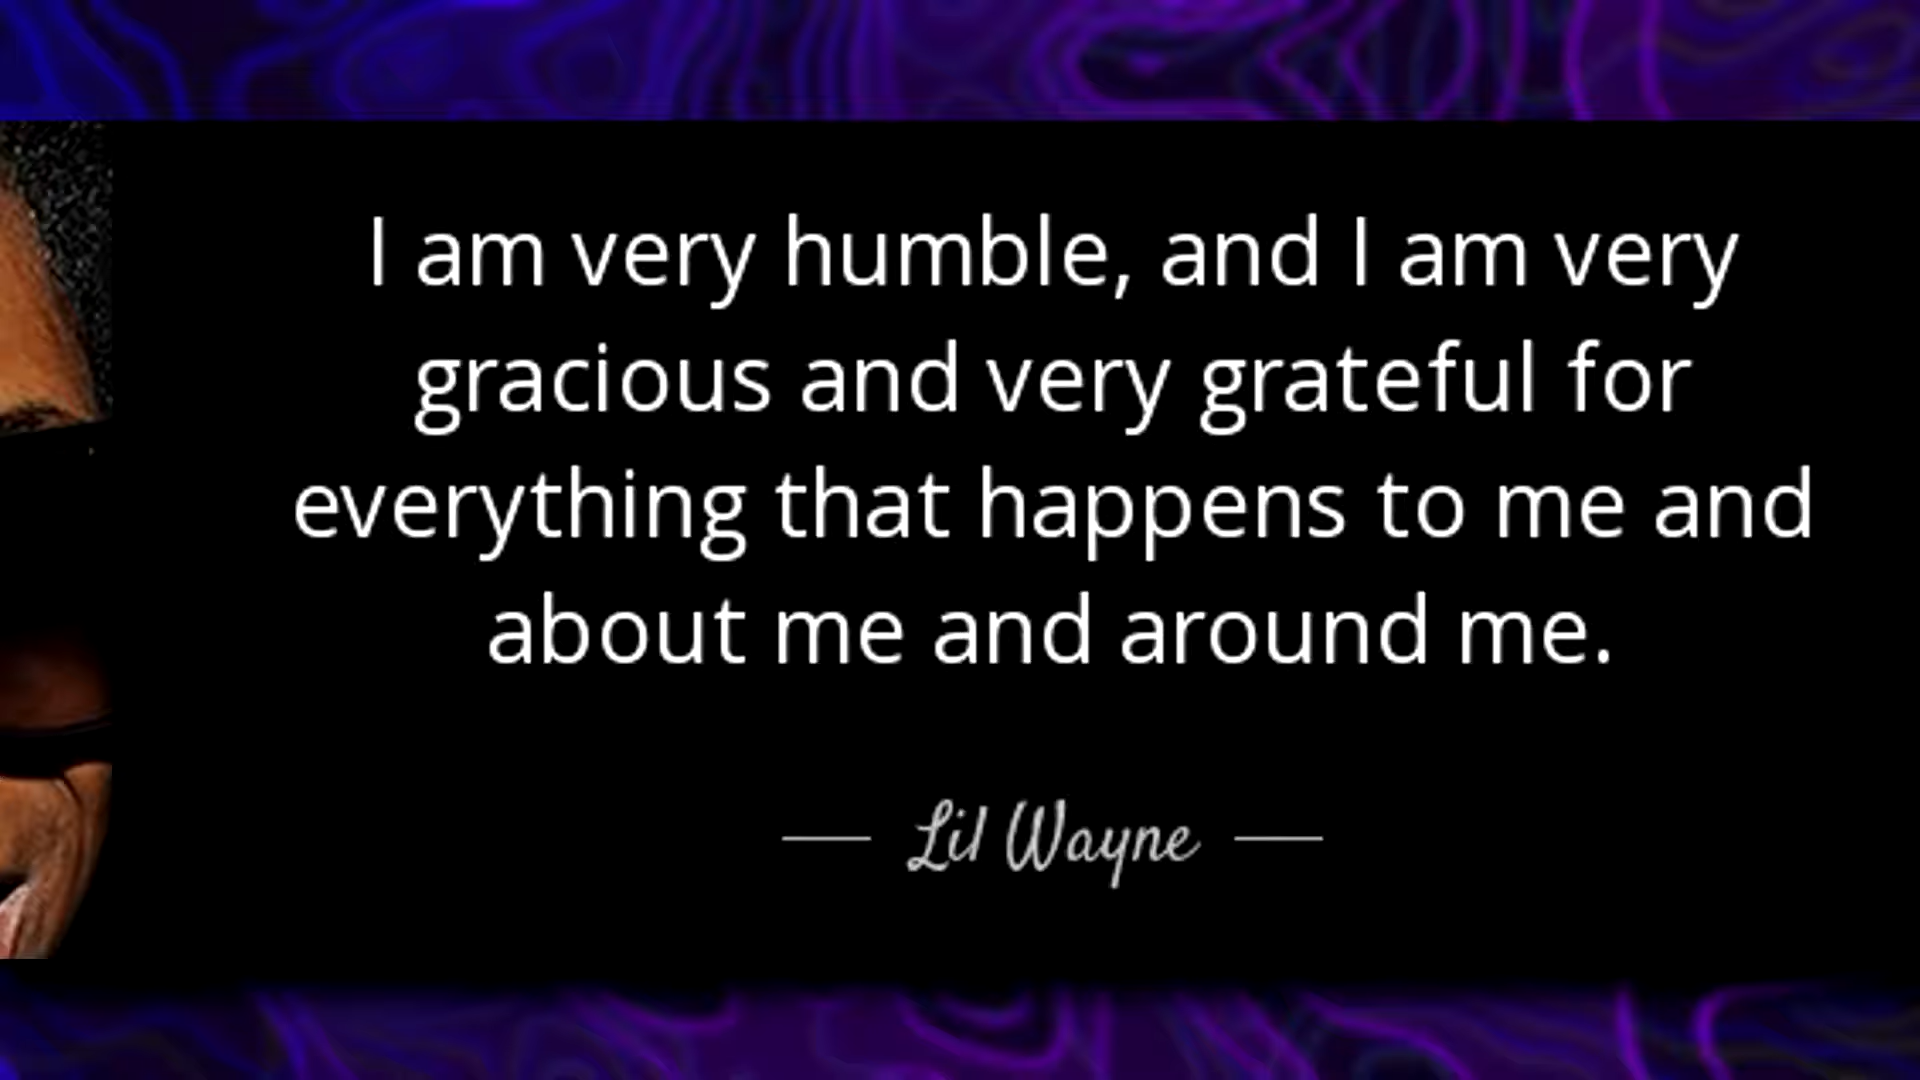 I am very humble, and I am very
gracious and very grateful for
everything that happens to me and
about me and around me.
Lil Wayne